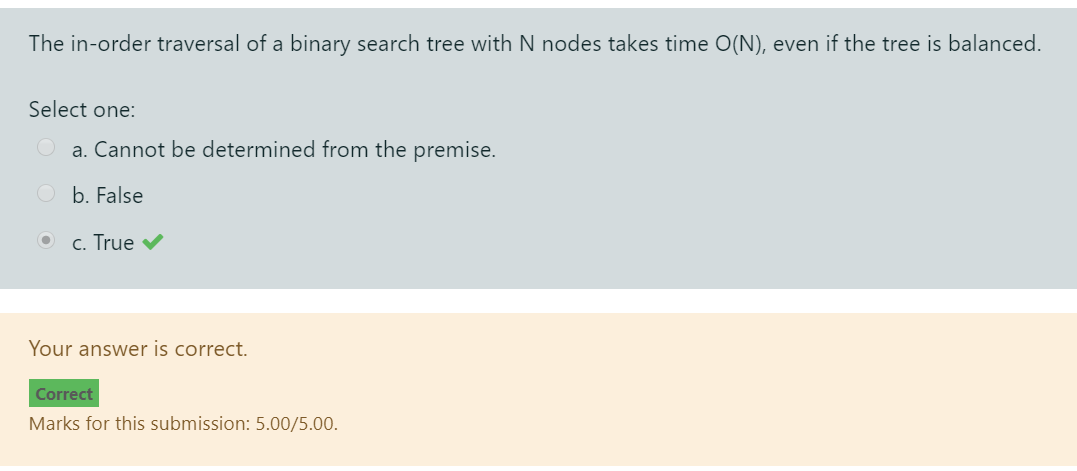 The in-order traversal of a binary search tree with N nodes takes time O(N), even if the tree is balanced.
Select one:
a. Cannot be determined from the premise.
b. False
c. True
Your answer is correct.
Correct
Marks for this submission: 5.00/5.00.